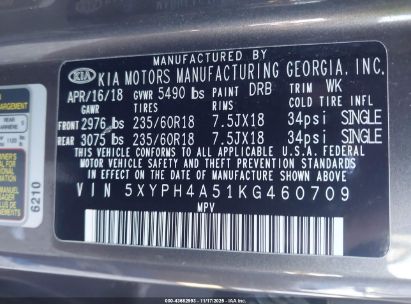 MANUFACTURED BY
KIA KIA MOTORS MANUFACTURING GEORGIA, INC.
APR/16/18 GVWR 5490 lbs PAINT DRB TRIM WK
GAWR TIRES RIMS COLD TIRE INFL
FRONT 2976 lbs 235/60R18 7.5JX18 34psi SINGLE
REAR 3075 lbs 235/60R18 7.5JX18 34psi SINGLE
THIS VEHICLE CONFORMS TO ALL APPLICABLE U.S.A. FEDERAL
MOTOR VEHICLE SAFETY, BUMPER, AND THEFT PREVENTION
STANDARDS IN EFFECT ON THE DATE OF MANUFACTURE SHOWN ABOVE.
VIN 5XYPH4A51KG460709
MPV
6210